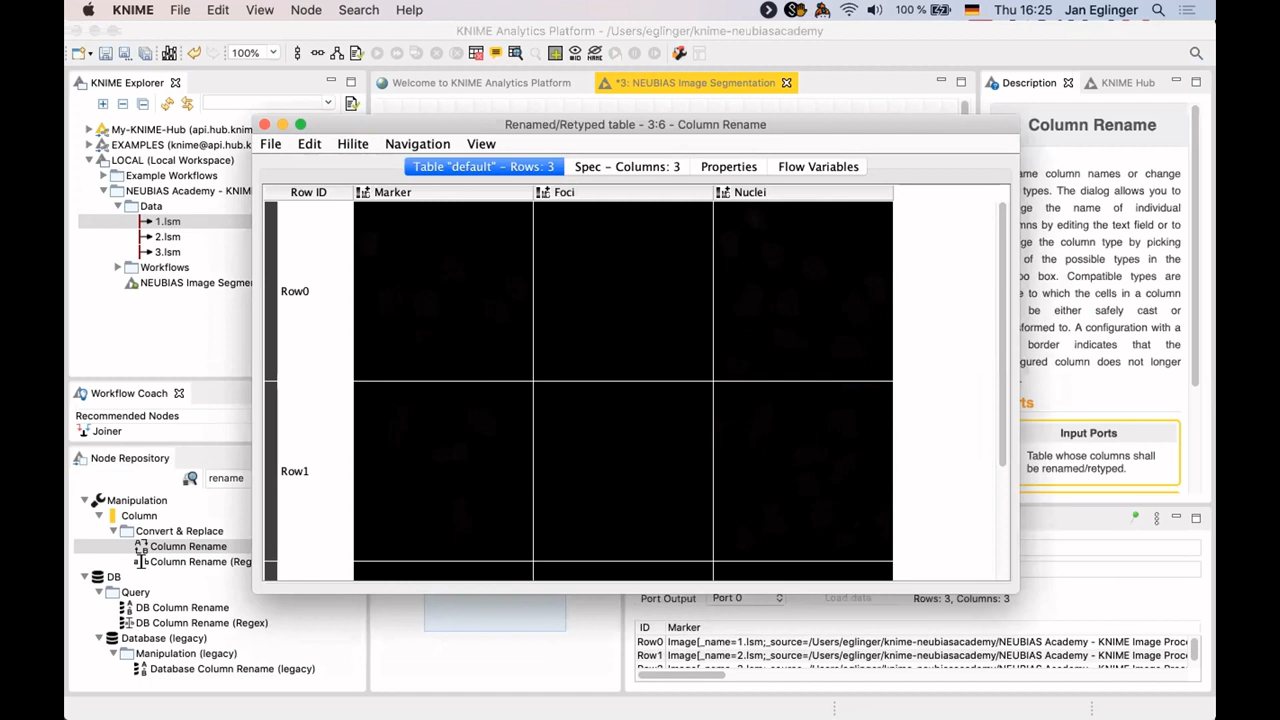 KNIME File Edit View Node Search Help 100 % Thu 16:25 Jan Eglinger
KNIME Analytics Platform - /Users/eglinger/knime-neubiasacademy
100%
KNIME Explorer
Welcome to KNIME Analytics Platform
*3: NEUBIAS Image Segmentation
Description
KNIME Hub
My-KNIME-Hub (api.hub.knim
EXAMPLES (knime@api.hub.
LOCAL (Local Workspace)
Example Workflows
NEUBIAS Academy - KNIM
Data
1.lsm
2.lsm
3.lsm
Workflows
NEUBIAS Image Segmen
Renamed/Retyped table - 3:6 - Column Rename
File Edit Hilite Navigation View
Table "default" - Rows: 3
Spec - Columns: 3
Properties
Flow Variables
Row ID
Marker
Foci
Nuclei
Row0
Row1
Column Rename
ame column names or change
types. The dialog allows you to
ge the name of individual
mns by editing the text field or to
ge the column type by picking
of the possible types in the
bo box. Compatible types are
to which the cells in a column
be either safely cast or
formed to. A configuration with a
border indicates that the
gured column does not longer
.
rts
Input Ports
Table whose columns shall
be renamed/retyped.
Workflow Coach
Recommended Nodes
Joiner
Node Repository
rename
Manipulation
Column
Convert & Replace
Column Rename
Column Rename (Reg
DB
Query
DB Column Rename
DB Column Rename (Regex)
Database (legacy)
Manipulation (legacy)
Database Column Rename (legacy)
Port Output
Port 0
Load data
Rows: 3, Columns: 3
ID
Marker
Row0 Image[_name=1.lsm;_source=/Users/eglinger/knime-neubiasacademy/NEUBIAS Academy - KNIME Image Proce
Row1 Image[_name=2.lsm;_source=/Users/eglinger/knime-neubiasacademy/NEUBIAS Academy - KNIME Image Proce